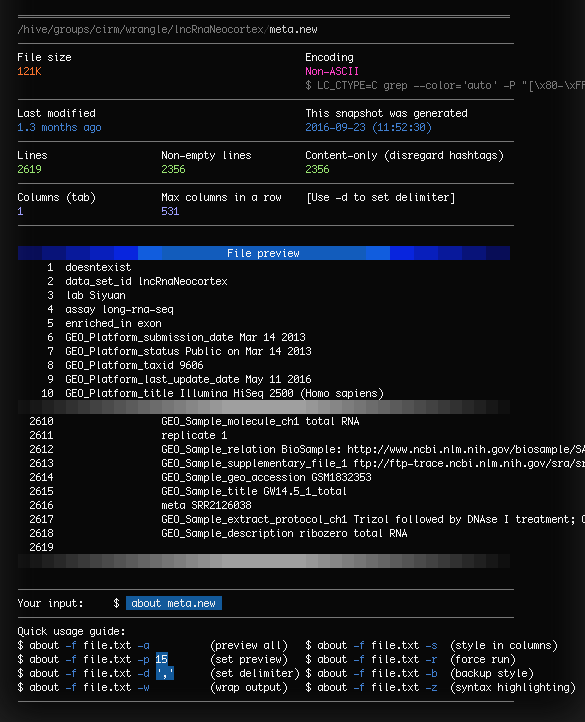 /hive/groups/cirm/wrangle/lncRnaNeocortex/meta.new
File size Encoding
121K Non-ASCII
$ LC_CTYPE=C grep --color='auto' -P "[\x80-\xFF
Last modified This snapshot was generated
1.3 months ago 2016-09-23 (11:52:30)
Lines Non-empty lines Content-only (disregard hashtags)
2619 2356 2356
Columns (tab) Max columns in a row [Use -d to set delimiter]
1 531
File preview
1 doesntexist
2 data_set_id lncRnaNeocortex
3 lab Siyuan
4 assay long-rna-seq
5 enriched_in exon
6 GEO_Platform_submission_date Mar 14 2013
7 GEO_Platform_status Public on Mar 14 2013
8 GEO_Platform_taxid 9606
9 GEO_Platform_last_update_date May 11 2016
10 GEO_Platform_title Illumina HiSeq 2500 (Homo sapiens)
2610 GEO_Sample_molecule_ch1 total RNA
2611 replicate 1
2612 GEO_Sample_relation BioSample: http://www.ncbi.nlm.nih.gov/biosample/SA
2613 GEO_Sample_supplementary_file_1 ftp://ftp-trace.ncbi.nlm.nih.gov/sra/sr
2614 GEO_Sample_geo_accession GSM1832353
2615 GEO_Sample_title GW14.5_1_total
2616 meta SRR2126038
2617 GEO_Sample_extract_protocol_ch1 Trizol followed by DNAse I treatment;
2618 GEO_Sample_description ribozero total RNA
2619
Your input: $ about meta.new
Quick usage guide:
$ about -f file.txt -a (preview all) $ about -f file.txt -s (style in columns)
$ about -f file.txt -p 15 (set preview) $ about -f file.txt -r (force run)
$ about -f file.txt -d ',' (set delimiter) $ about -f file.txt -b (backup style)
$ about -f file.txt -w (wrap output) $ about -f file.txt -z (syntax highlighting)